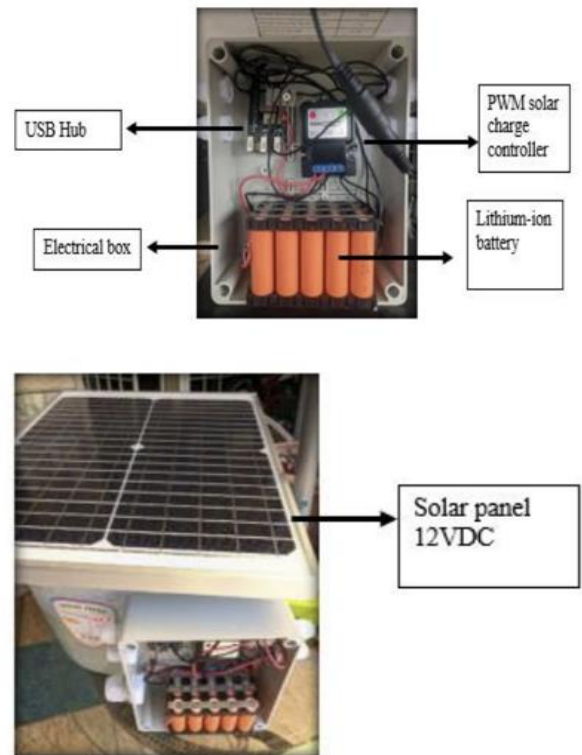 USB Hub
PWM solar
charge
controller
Electrical box
Lithium-ion
battery
Solar panel
12VDC